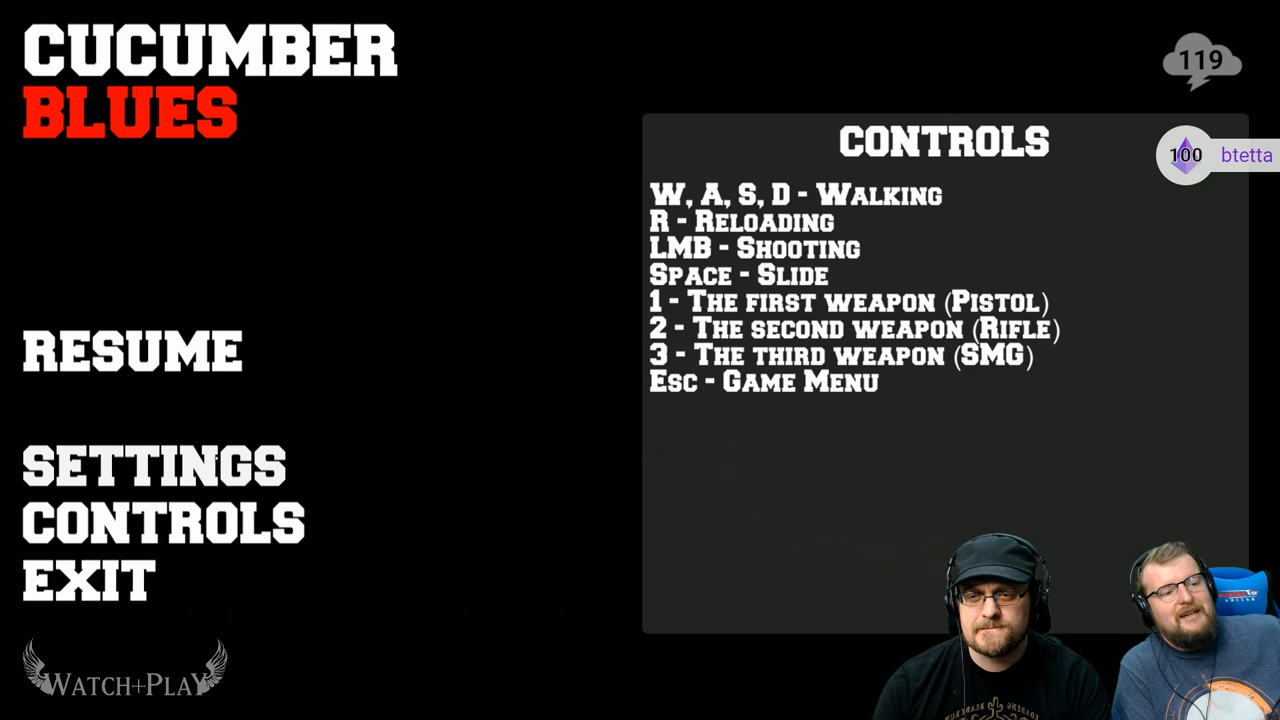 CUCUMBER
BLUES
119
CONTROLS
100 btetta
W, A, S, D - WALKING
R - RELOADING
LMB - SHOOTING
SPACE - SLIDE
1 - THE FIRST WEAPON (PISTOL)
2 - THE SECOND WEAPON (RIFLE)
3 - THE THIRD WEAPON (SMG)
ESC - GAME MENU
RESUME
SETTINGS
CONTROLS
EXIT
WATCH+PLAY